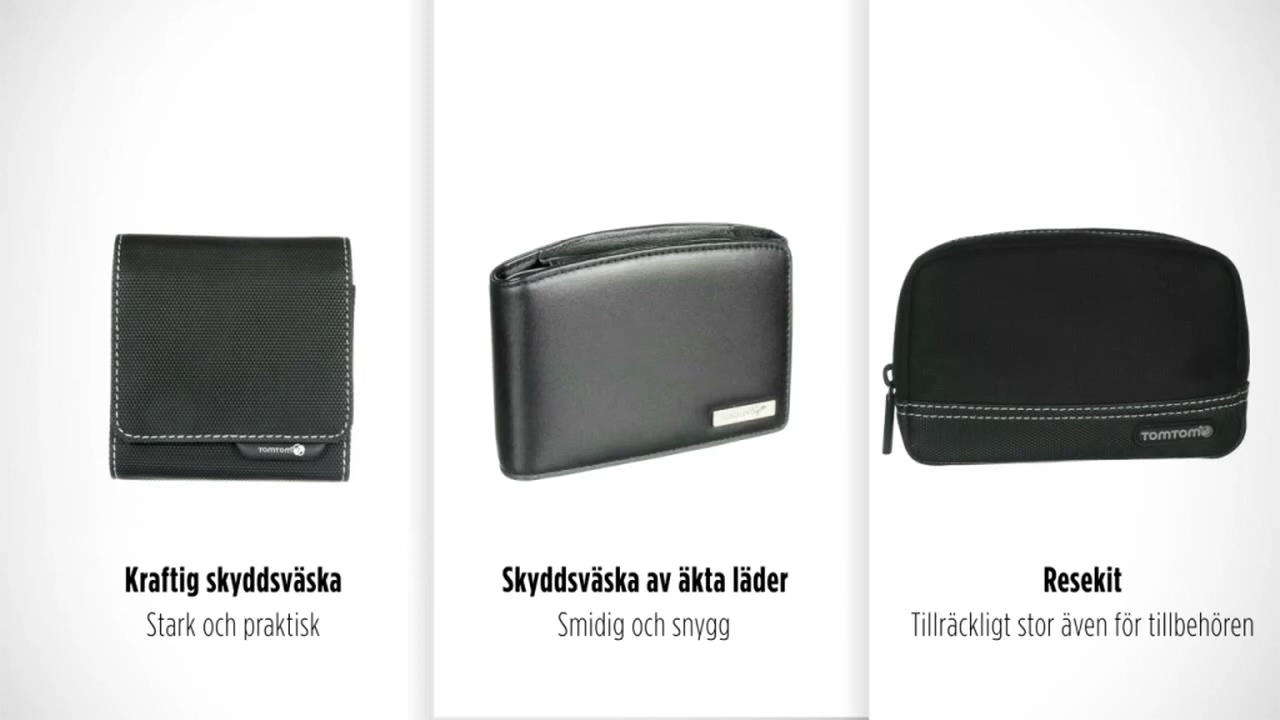 TOMTOM
TOMTOM
Kraftig skyddsväska
Stark och praktisk
Skyddsväska av äkta läder
Smidig och snygg
Resekit
Tillräckligt stor även för tillbehören